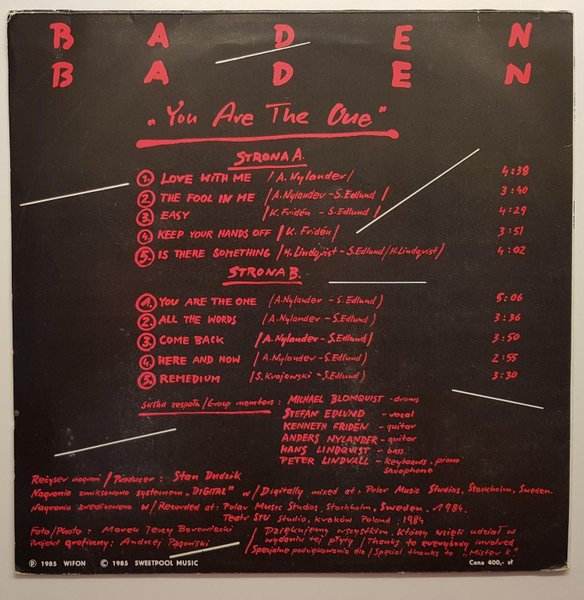 BADEN
BADEN
„You Are The One"
STRONA A.
1. LOVE WITH ME /A. Nylander/ 4:38
2. THE FOOL IN ME /A. Nylander - S. Edlund/ 3:40
3. EASY /K. Fridén - S. Edlund/ 4:29
4. KEEP YOUR HANDS OFF /K. Fridén/ 3:51
5. IS THERE SOMETHING /H. Lindqvist - S. Edlund/H. Lindqvist/ 4:02
STRONA B.
1. YOU ARE THE ONE /A. Nylander - S. Edlund/ 5:06
2. ALL THE WORDS /A. Nylander - S. Edlund/ 3:36
3. COME BACK /A. Nylander - S. Edlund/ 3:50
4. HERE AND NOW /A. Nylander - S. Edlund/ 2:55
5. REMEDIUM /S. Krajewski - S. Edlund/ 3:30
Skład zespołu/Group members: MICHAEL BLOMQUIST - drums
STEFAN EDLUND - vocal
KENNETH FRIDEN - guitar
ANDERS NYLANDER - guitar
HANS LINDQVIST - bass
PETER LINDVALL - keyboards, piano
saxophone
Reżyser nagrań / Producer: Stan Dudzik
Nagrania zmiksowano systemem „DIGITAL" w/Digitally mixed at: Polar Music Studios, Stockholm, Sweden.
Nagrania zrealizowano w/Recorded at: Polar Music Studios, Stockholm, Sweden. 1984.
Teatr STU Studio, Kraków Poland. 1984
Foto/Photo: Marek Jerzy Borowiecki / Dziękujemy wszystkim, którzy wzięli udział w
Projekt graficzny: Andrzej Pągowski / wydaniu tej płyty / Thanks to everybody involved
/ Specjalne podziękowania dla / Special thanks to „Mister K"
Ⓟ 1985 WIFON © 1985 SWEETPOOL MUSIC Cena 400,- zł